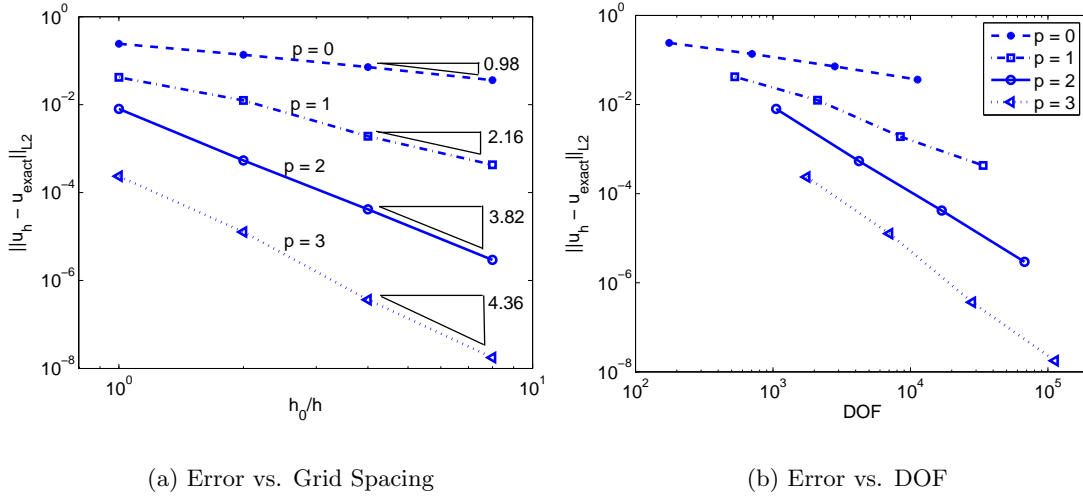 10^0
10^−2
10^−4
10^−6
10^−8
||u_h − u_exact||_L2
p = 0
p = 1
p = 2
p = 3
0.98
2.16
3.82
4.36
10^0
10^1
h_0/h
(a) Error vs. Grid Spacing
10^0
10^−2
10^−4
10^−6
10^−8
||u_h − u_exact||_L2
p = 0
p = 1
p = 2
p = 3
10^2
10^3
10^4
10^5
DOF
(b) Error vs. DOF